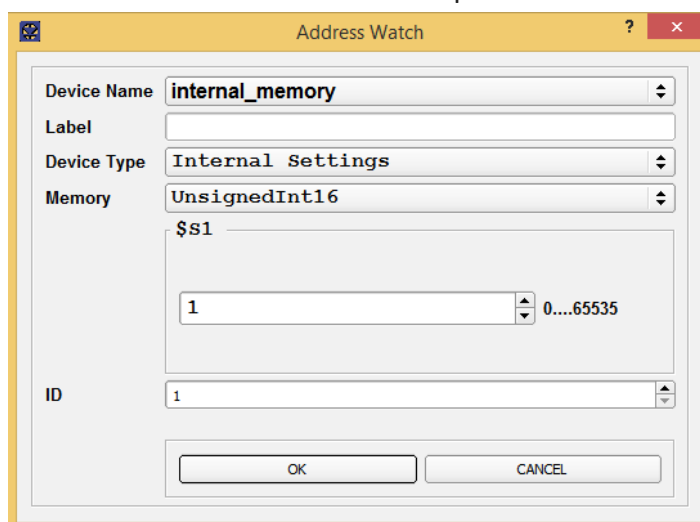 Address Watch ? ×
Device Name internal_memory
Label
Device Type Internal Settings
Memory UnsignedInt16
$S1
1 0....65535
ID 1
OK CANCEL